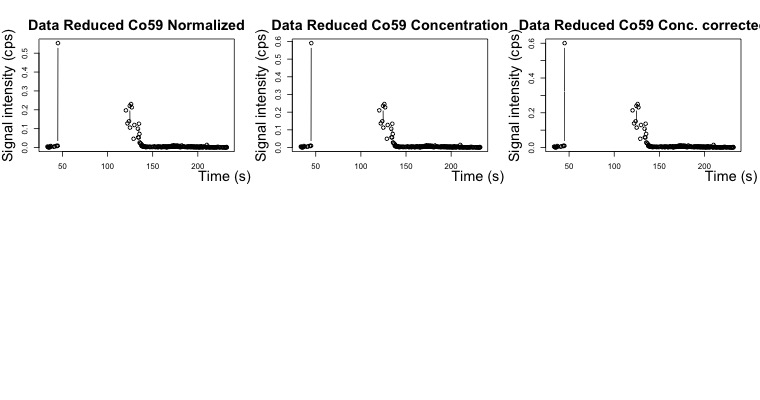 Data Reduced Co59 Normalized
Signal intensity (cps)
0.0 0.1 0.2 0.3 0.4 0.5
50 100 150 200
Time (s)
Data Reduced Co59 Concentration
Signal intensity (cps)
0.0 0.1 0.2 0.3 0.4 0.5 0.6
50 100 150 200
Time (s)
Data Reduced Co59 Conc. corrected
Signal intensity (cps)
0.0 0.2 0.4 0.6
50 100 150 200
Time (s)